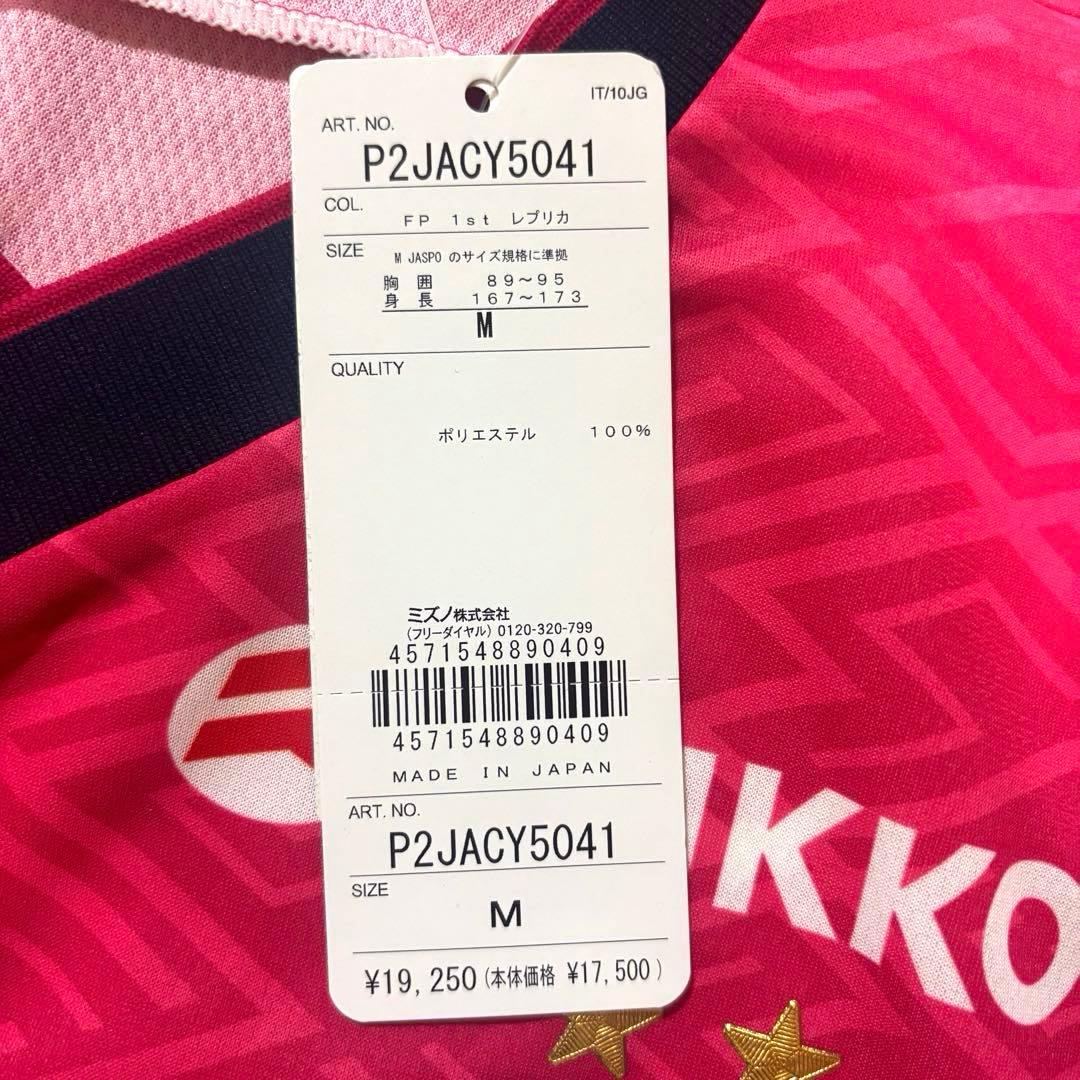 IT/10JG
ART. NO.
P2JACY5041
COL.
FP 1st レプリカ
SIZE
M JASPO のサイズ規格に準拠
胸 囲 89～95
身 長 167～173
M
QUALITY
ポリエステル 100%
ミズノ株式会社
(フリーダイヤル) 0120-320-799
4571548890409
4571548890409
MADE IN JAPAN
ART. NO.
P2JACY5041
SIZE
M
¥19,250 (本体価格 ¥17,500)
IKKO